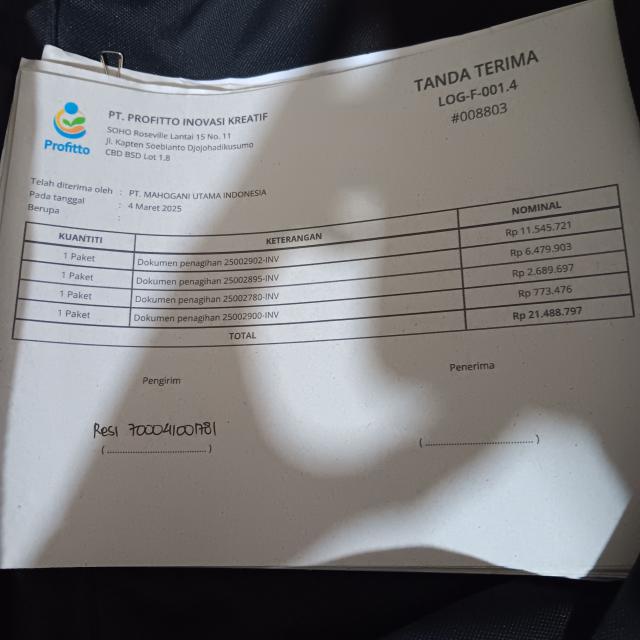 Profitto
PT. PROFITTO INOVASI KREATIF
SOHO Roseville Lantai 15 No. 11
Jl. Kapten Soebianto Djojohadikusumo
CBD BSD Lot 1.8
TANDA TERIMA
LOG-F-001.4
#008803
Telah diterima oleh : PT. MAHOGANI UTAMA INDONESIA
Pada tanggal : 4 Maret 2025
Berupa :
KUANTITI KETERANGAN NOMINAL
1 Paket Dokumen penagihan 25002902-INV Rp 11.545.721
1 Paket Dokumen penagihan 25002895-INV Rp 6.479.903
1 Paket Dokumen penagihan 25002780-INV Rp 2.689.697
1 Paket Dokumen penagihan 25002900-INV Rp 773.476
TOTAL Rp 21.488.797
Pengirim Penerima
Resi 700041001781
(..............................) (..............................)